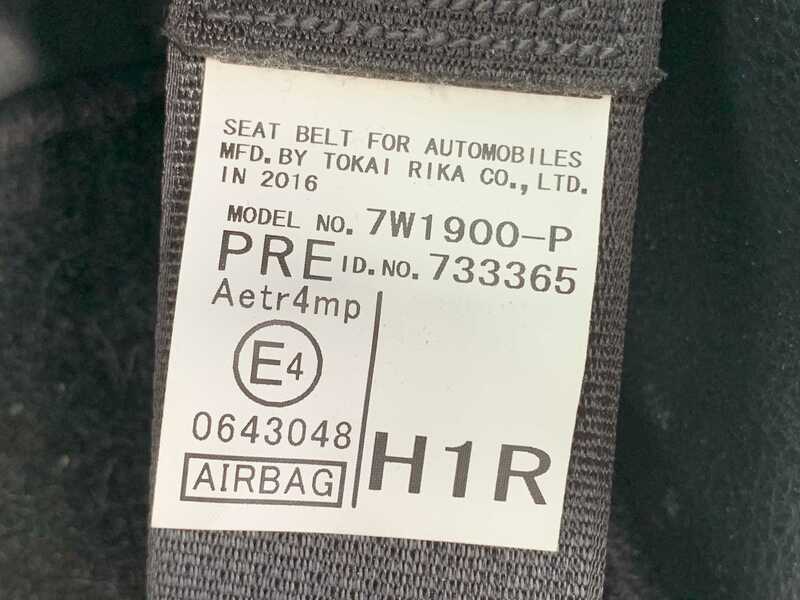 SEAT BELT FOR AUTOMOBILES
MFD. BY TOKAI RIKA CO., LTD.
IN 2016
MODEL NO. 7W1900-P
PRE ID. NO. 733365
Aetr4mp
E4
0643048
AIRBAG
H1R